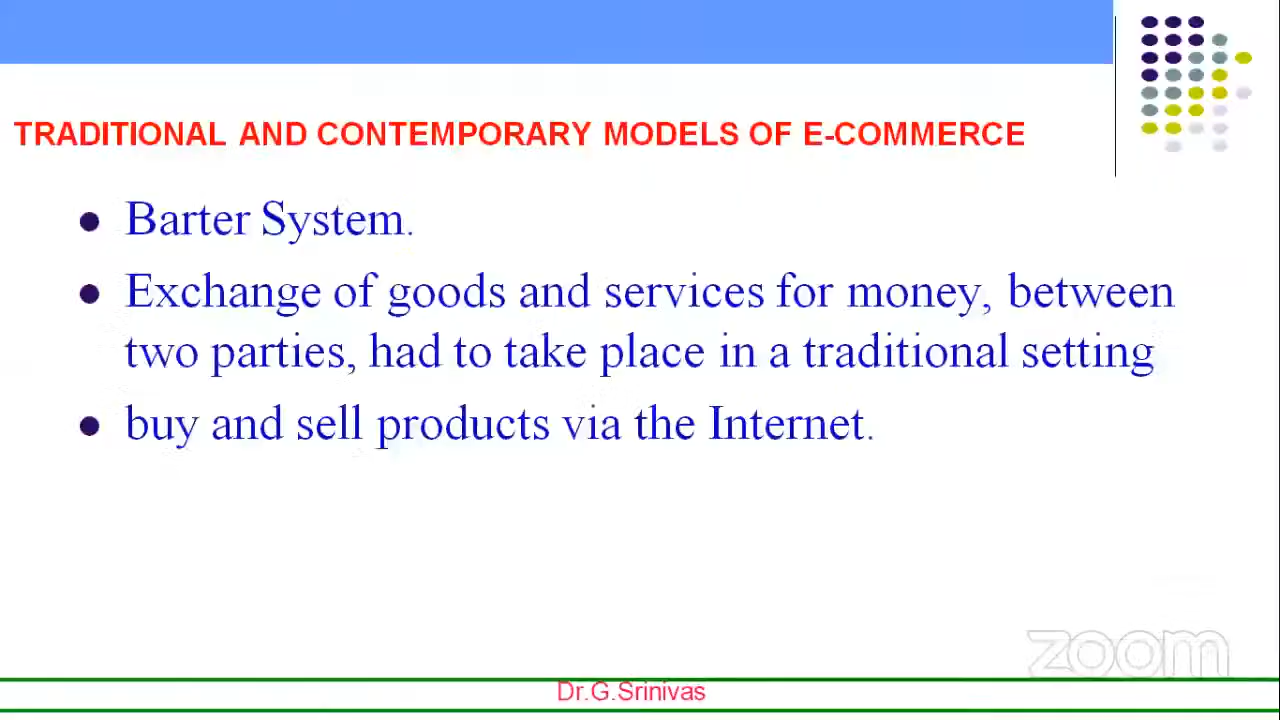 TRADITIONAL AND CONTEMPORARY MODELS OF E-COMMERCE
Barter System.
Exchange of goods and services for money, between
two parties, had to take place in a traditional setting
buy and sell products via the Internet.
zoom
Dr.G.Srinivas